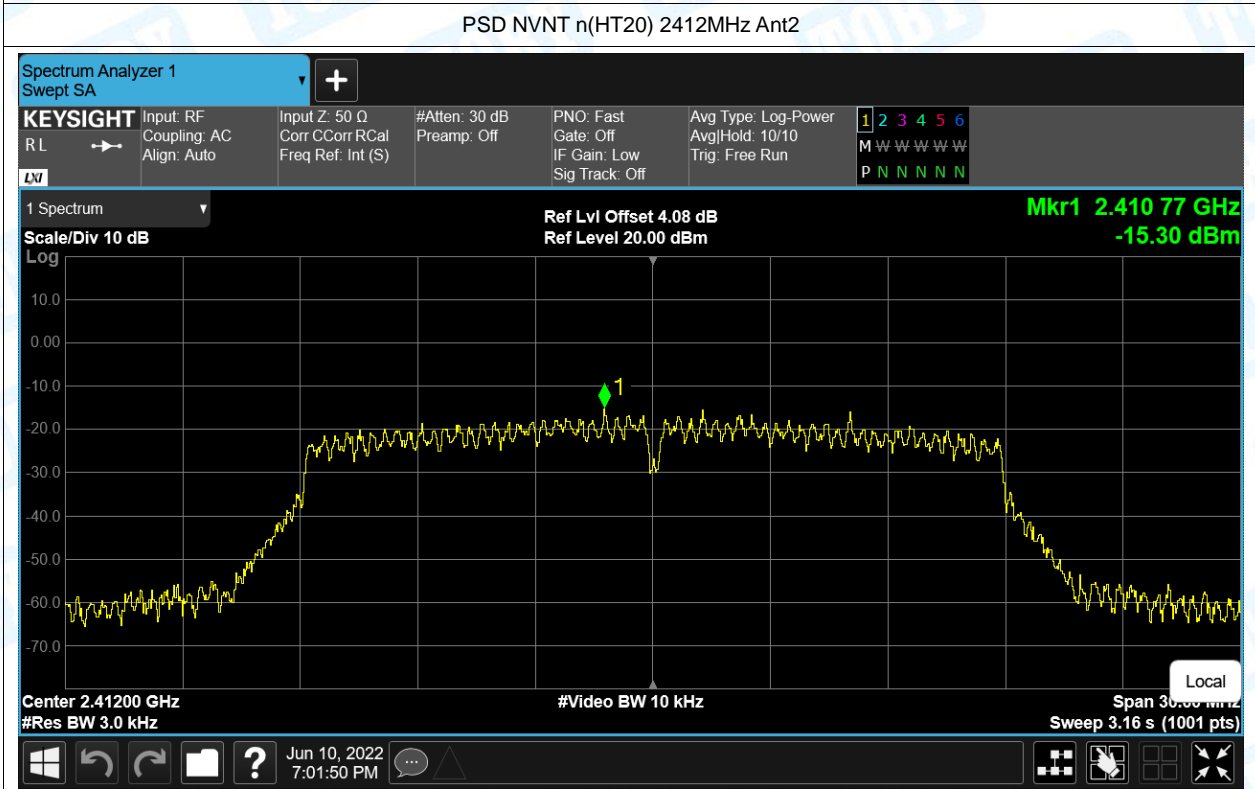 PSD NVNT n(HT20) 2412MHz Ant2
Spectrum Analyzer 1
Swept SA
KEYSIGHT
R L
LXI
Input: RF
Coupling: AC
Align: Auto
Input Z: 50 Ω
Corr CCorr RCal
Freq Ref: Int (S)
#Atten: 30 dB
Preamp: Off
PNO: Fast
Gate: Off
IF Gain: Low
Sig Track: Off
Avg Type: Log-Power
Avg|Hold: 10/10
Trig: Free Run
1 2 3 4 5 6
M W W W W W
P N N N N N
1 Spectrum
Scale/Div 10 dB
Log
Ref Lvl Offset 4.08 dB
Ref Level 20.00 dBm
Mkr1 2.410 77 GHz
-15.30 dBm
10.0
0.00
-10.0
1
-20.0
-30.0
-40.0
-50.0
-60.0
-70.0
Local
Center 2.41200 GHz
#Video BW 10 kHz
Span 30.00 MHz
#Res BW 3.0 kHz
Sweep 3.16 s (1001 pts)
?
Jun 10, 2022
7:01:50 PM